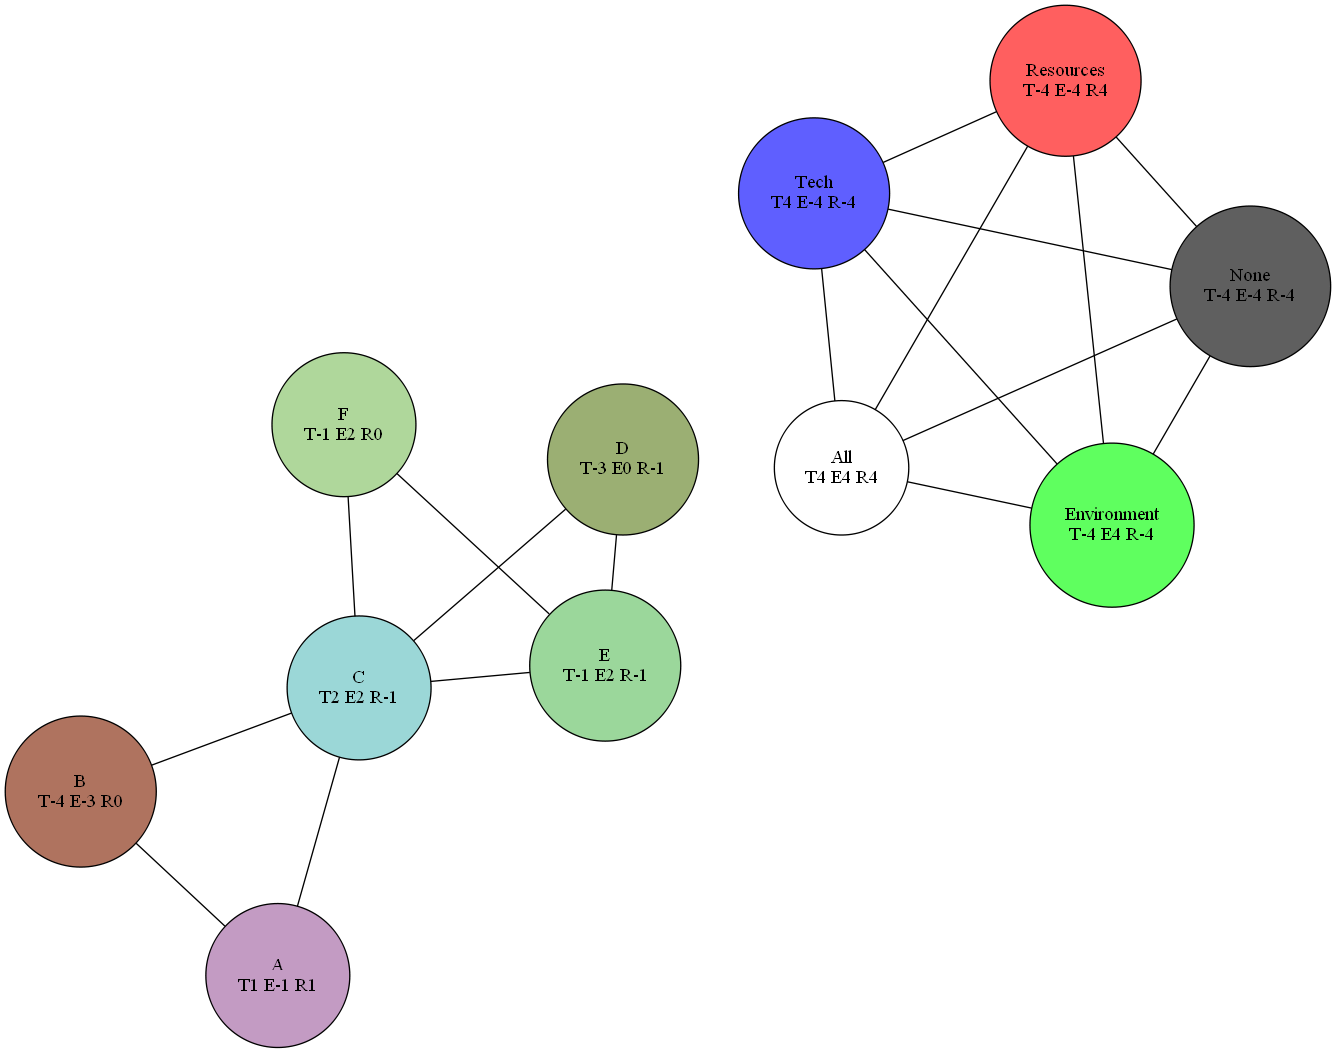 Resources
T-4 E-4 R4
Tech
T4 E-4 R-4
None
T-4 E-4 R-4
F
T-1 E2 R0
D
T-3 E0 R-1
All
T4 E4 R4
Environment
T-4 E4 R-4
E
T-1 E2 R-1
C
T2 E2 R-1
B
T-4 E-3 R0
A
T1 E-1 R1